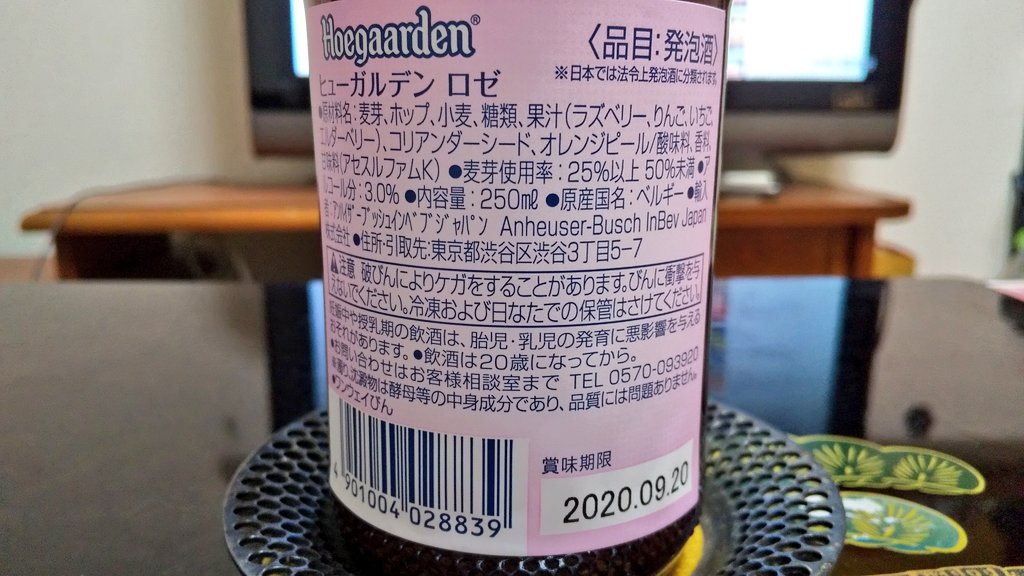 Hoegaarden®
〈品目:発泡酒〉
※日本では法令上発泡酒に分類されます。
ヒューガルデン ロゼ
●原材料名:麦芽、ホップ、小麦、糖類、果汁(ラズベリー、りんご、いちご、
エルダーベリー)、コリアンダーシード、オレンジピール/酸味料、香料、
甘味料(アセスルファムK) ●麦芽使用率:25%以上50%未満 ●ア
ルコール分:3.0% ●内容量:250㎖ ●原産国名:ベルギー ●輸入
者:アンハイザー・ブッシュ・インベブ ジャパン Anheuser-Busch InBev Japan
株式会社 ●住所・引取先:東京都渋谷区渋谷3丁目5-7
⚠注意 破びんによりケガをすることがあります。びんに衝撃を与
えないでください。冷凍および日なたでの保管はさけてください。
妊娠中や授乳期の飲酒は、胎児・乳児の発育に悪影響を与える
おそれがあります。●飲酒は20歳になってから。
●お問い合わせはお客様相談室まで TEL 0570-093920
●濁り、沈殿物は酵母等の中身成分であり、品質には問題ありません。
●ワンウェイびん
4 901004 028839
賞味期限
2020.09.20